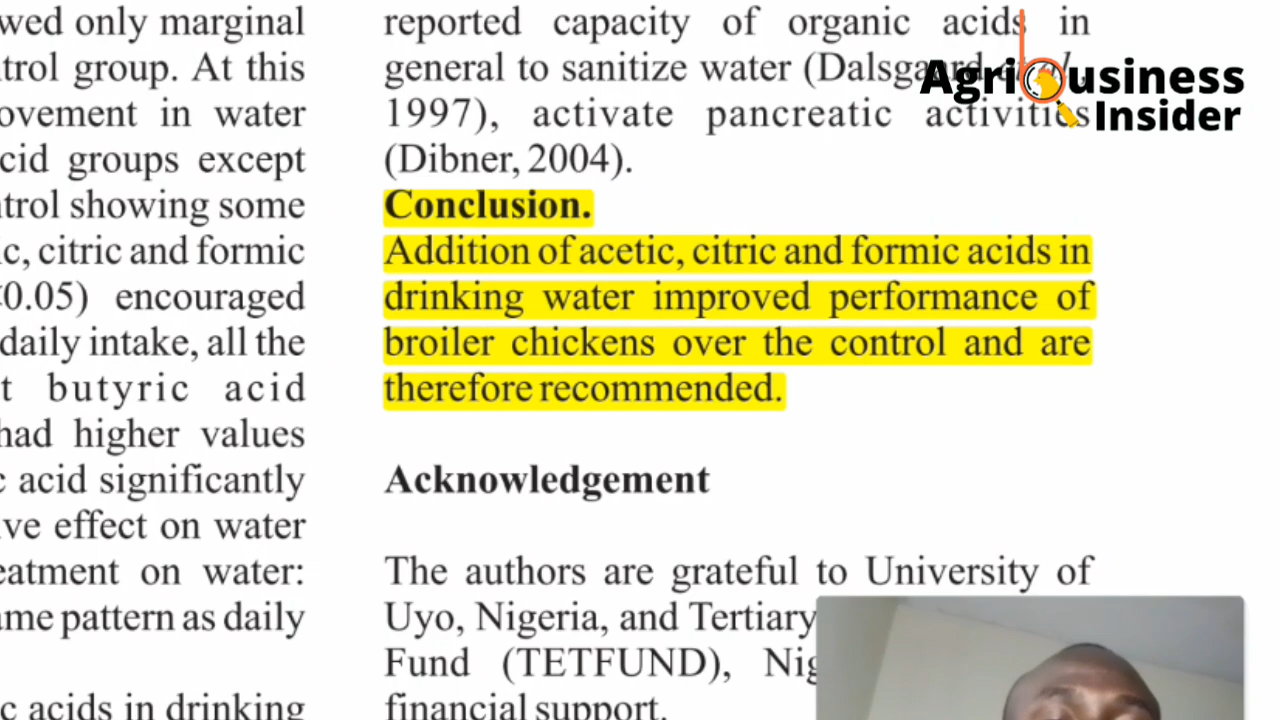 wed only marginal
trol group. At this
ovement in water
cid groups except
ntrol showing some
c, citric and formic
0.05) encouraged
daily intake, all the
t butyric acid
had higher values
c acid significantly
ve effect on water
eatment on water:
ame pattern as daily
c acids in drinking
reported capacity of organic acids in
general to sanitize water (Dalsgaard
1997), activate pancreatic activities
(Dibner, 2004).
Conclusion.
Addition of acetic, citric and formic acids in
drinking water improved performance of
broiler chickens over the control and are
therefore recommended.
Acknowledgement
The authors are grateful to University of
Uyo, Nigeria, and Tertiary
Fund (TETFUND), Nig
financial support.
Agribusiness
Insider